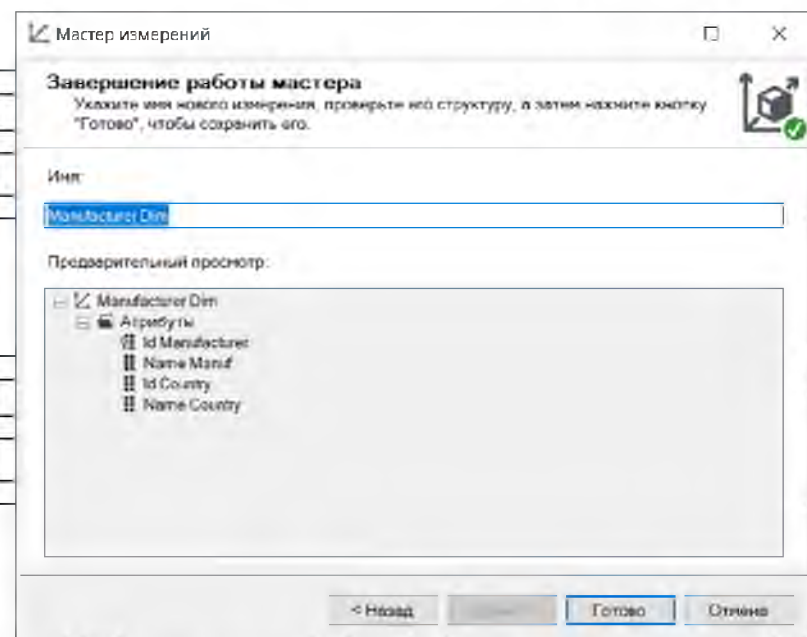 Мастер измерений
Завершение работы мастера
Укажите имя нового измерения, проверьте его структуру, а затем нажмите кнопку
"Готово", чтобы сохранить его.
Имя:
Manufacturer Dim
Предварительный просмотр:
Manufacturer Dim
Атрибуты
Id Manufacturer
Name Manuf
Id Country
Name Country
< Назад
Готово
Отмена